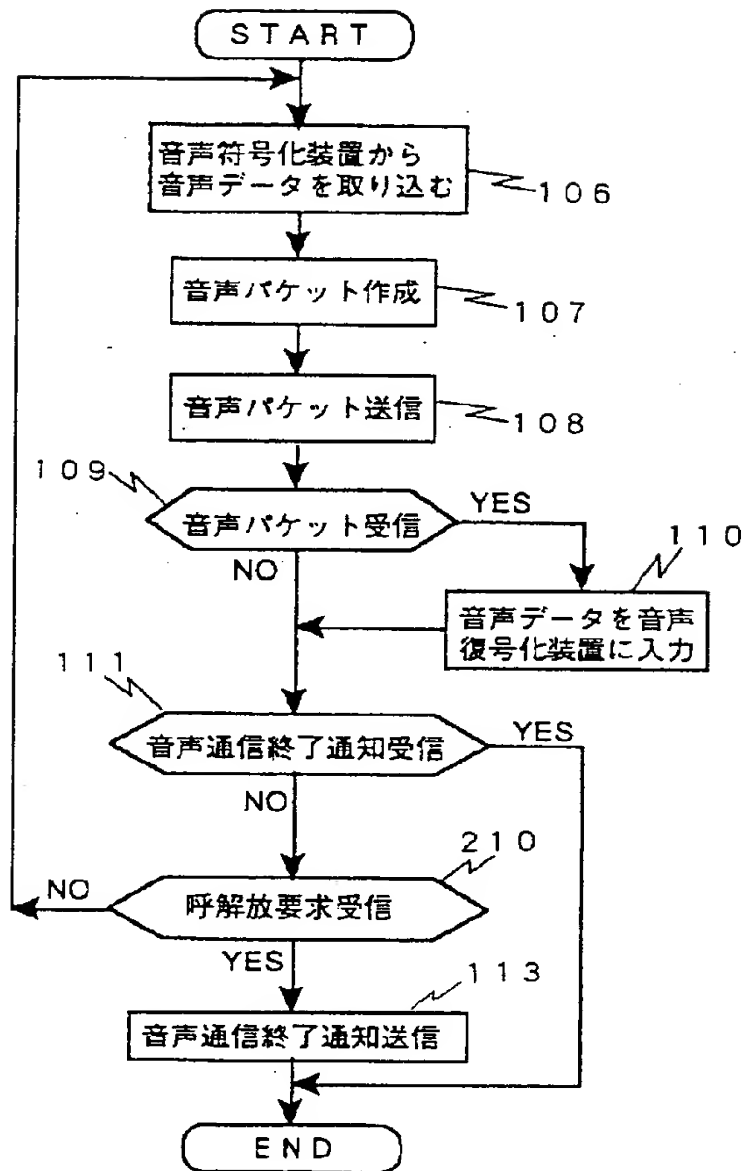 START
音声符号化装置から
音声データを取り込む
106
音声パケット作成
107
音声パケット送信
108
109
音声パケット受信
YES
NO
110
音声データを音声
復号化装置に入力
111
音声通信終了通知受信
YES
NO
210
呼解放要求受信
NO
YES
113
音声通信終了通知送信
END